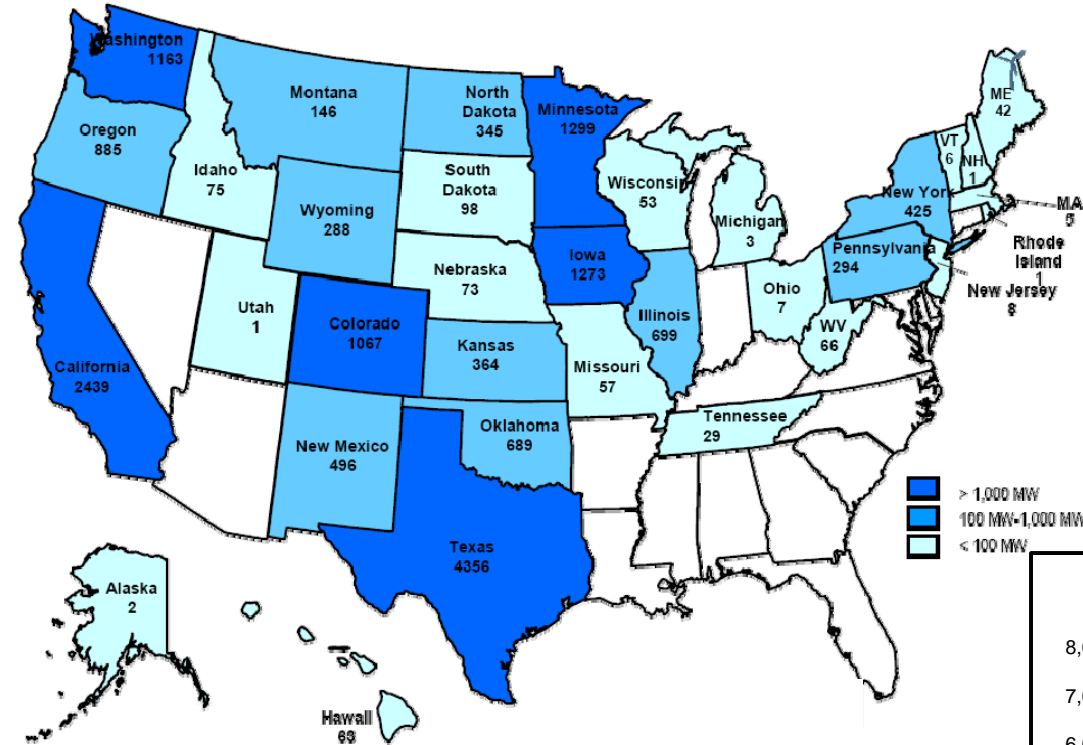 Washington
1163
Montana
146
North
Dakota
345
Minnesota
1299
ME
42
Oregon
885
Idaho
75
South
Dakota
98
Wisconsin
53
VT
6
NH
1
Wyoming
288
Michigan
3
New York
425
MA
5
Rhode
Island
1
Iowa
1273
Pennsylvania
294
Nebraska
73
New Jersey
8
Utah
1
Colorado
1067
Illinois
699
Ohio
7
WV
66
California
2439
Kansas
364
Missouri
57
Tennessee
29
New Mexico
496
Oklahoma
689
Texas
4356
> 1,000 MW
100 MW-1,000 MW
< 100 MW
Alaska
2
Hawaii
63
8,0
7,0